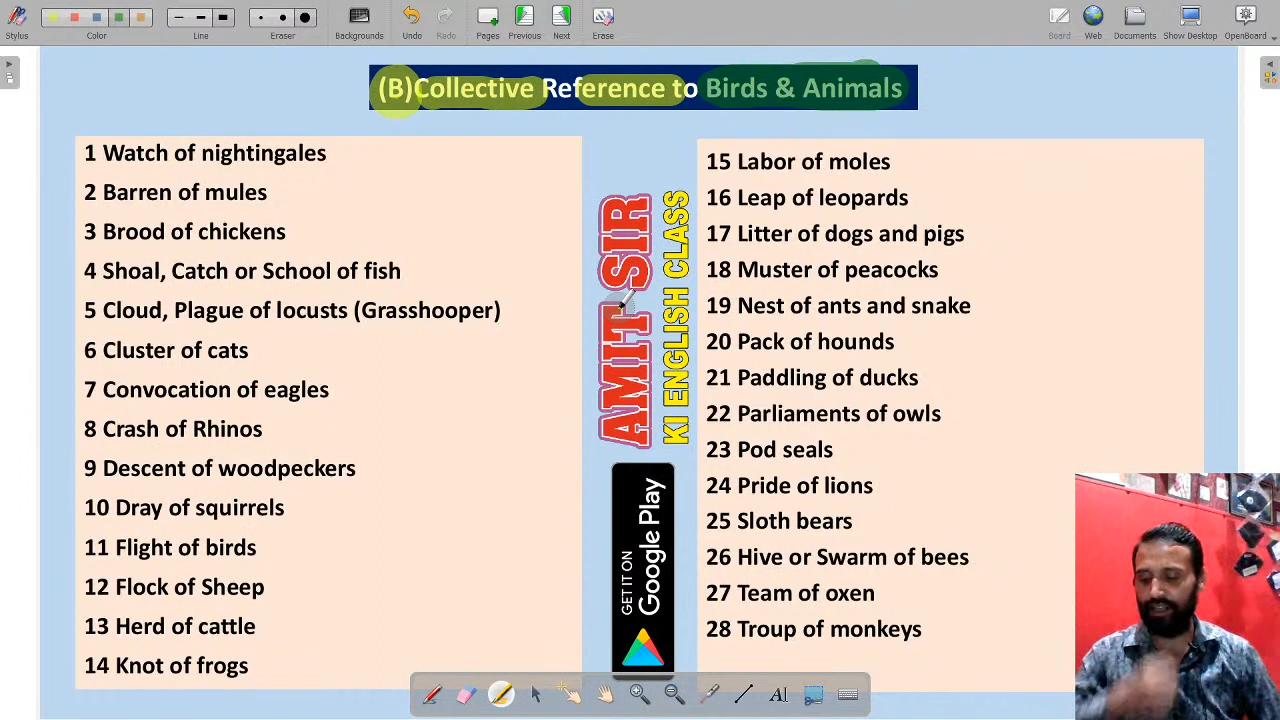 Stylus
Color
Line
Eraser
Backgrounds
Undo
Redo
Pages
Previous
Next
Erase
Board
Web
Documents
Show Desktop
OpenBoard
(B)Collective Reference to Birds & Animals
1 Watch of nightingales
2 Barren of mules
3 Brood of chickens
4 Shoal, Catch or School of fish
5 Cloud, Plague of locusts (Grasshooper)
6 Cluster of cats
7 Convocation of eagles
8 Crash of Rhinos
9 Descent of woodpeckers
10 Dray of squirrels
11 Flight of birds
12 Flock of Sheep
13 Herd of cattle
14 Knot of frogs
AMIT SIR
KI ENGLISH CLASS
GET IT ON
Google Play
15 Labor of moles
16 Leap of leopards
17 Litter of dogs and pigs
18 Muster of peacocks
19 Nest of ants and snake
20 Pack of hounds
21 Paddling of ducks
22 Parliaments of owls
23 Pod seals
24 Pride of lions
25 Sloth bears
26 Hive or Swarm of bees
27 Team of oxen
28 Troup of monkeys
AI